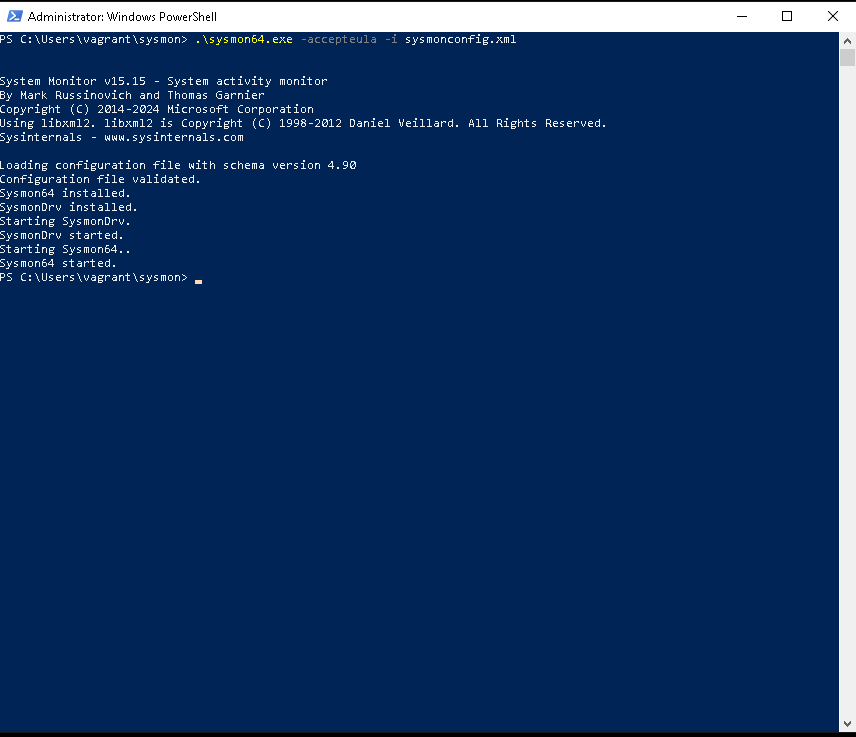 Administrator: Windows PowerShell
PS C:\Users\vagrant\sysmon> .\sysmon64.exe -accepteula -i sysmonconfig.xml
System Monitor v15.15 - System activity monitor
By Mark Russinovich and Thomas Garnier
Copyright (C) 2014-2024 Microsoft Corporation
Using libxml2. libxml2 is Copyright (C) 1998-2012 Daniel Veillard. All Rights Reserved.
Sysinternals - www.sysinternals.com
Loading configuration file with schema version 4.90
Configuration file validated.
Sysmon64 installed.
SysmonDrv installed.
Starting SysmonDrv.
SysmonDrv started.
Starting Sysmon64..
Sysmon64 started.
PS C:\Users\vagrant\sysmon>